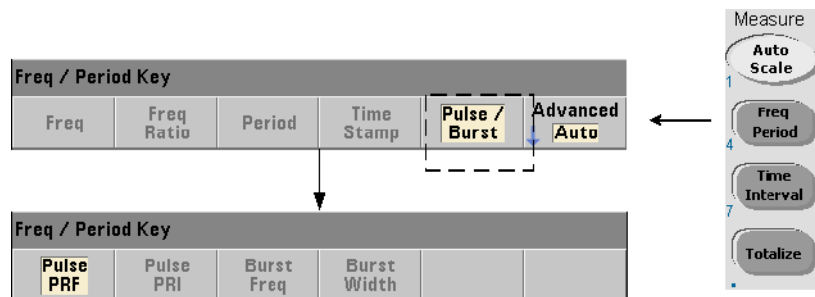 Measure
Auto
Scale
1
Freq / Period Key
Freq
Freq
Ratio
Period
Time
Stamp
Pulse /
Burst
Advanced
Auto
Freq
Period
4
Time
Interval
7
Totalize
.
Freq / Period Key
Pulse
PRF
Pulse
PRI
Burst
Freq
Burst
Width